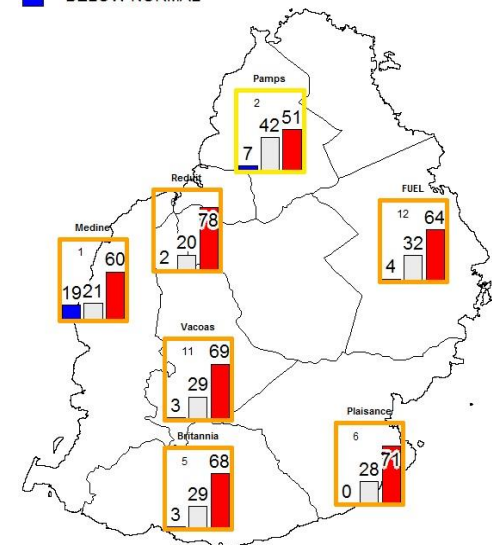 BELOW NORMAL
Pamps
2
7 42 51
Reduit
78
2 20
FUEL
12
4 32 64
Medine
1
19 21 60
Vacoas
11
3 29 69
Britannia
5
3 29 68
Plaisance
6
0 28 71